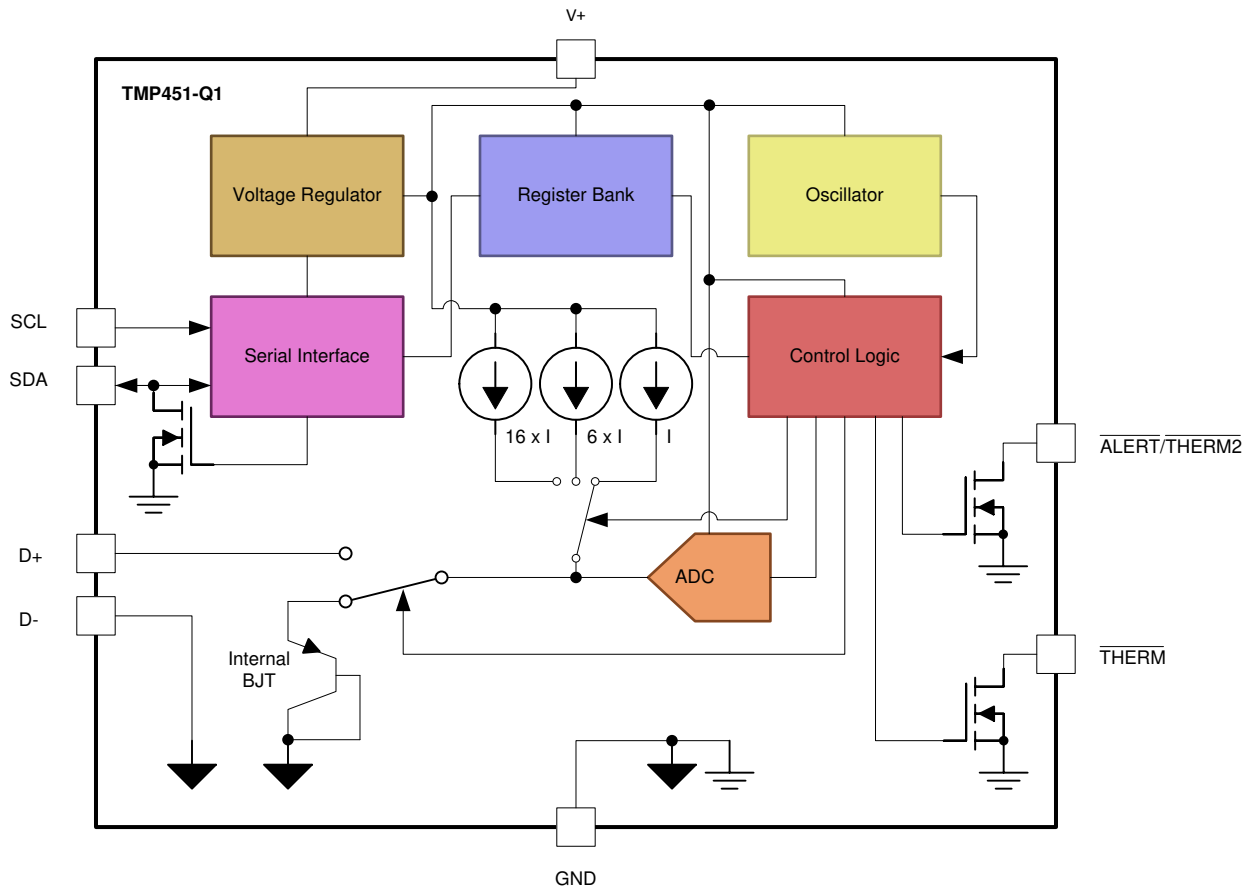 V+
TMP451-Q1
Voltage Regulator
Register Bank
Oscillator
SCL
Serial Interface
Control Logic
SDA
16 x I
6 x I
I
ALERT/THERM2
D+
ADC
D-
Internal
BJT
THERM
GND